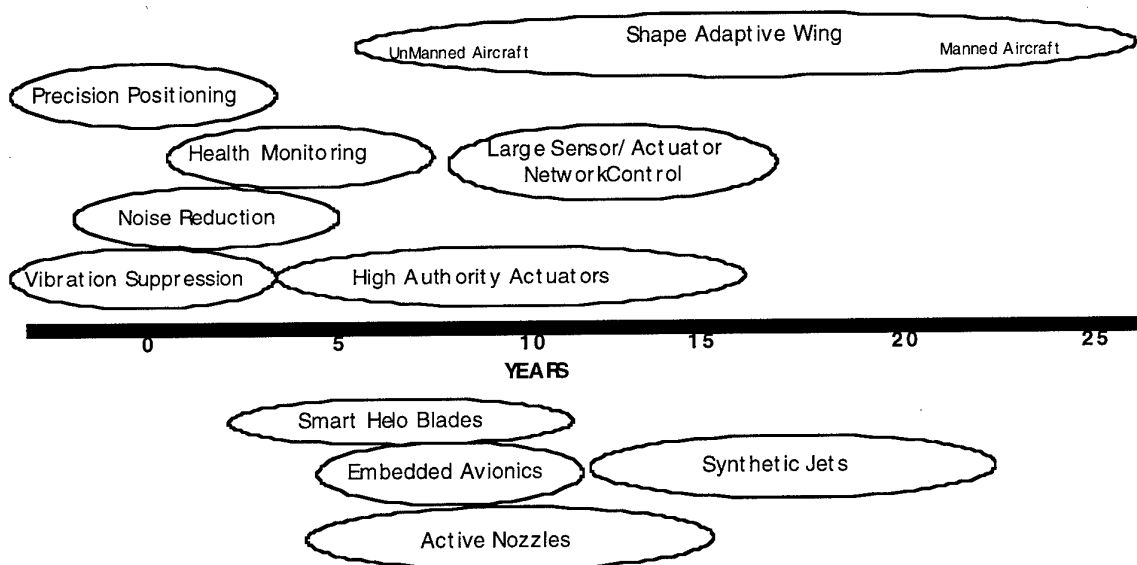 Shape Adaptive Wing
UnManned Aircraft
Manned Aircraft
Precision Positioning
Health Monitoring
Large Sensor/Actuator
NetworkControl
Noise Reduction
Vibration Suppression
High Authority Actuators
0 5 10 15 20 25
YEARS
Smart Helo Blades
Embedded Avionics
Synthetic Jets
Active Nozzles